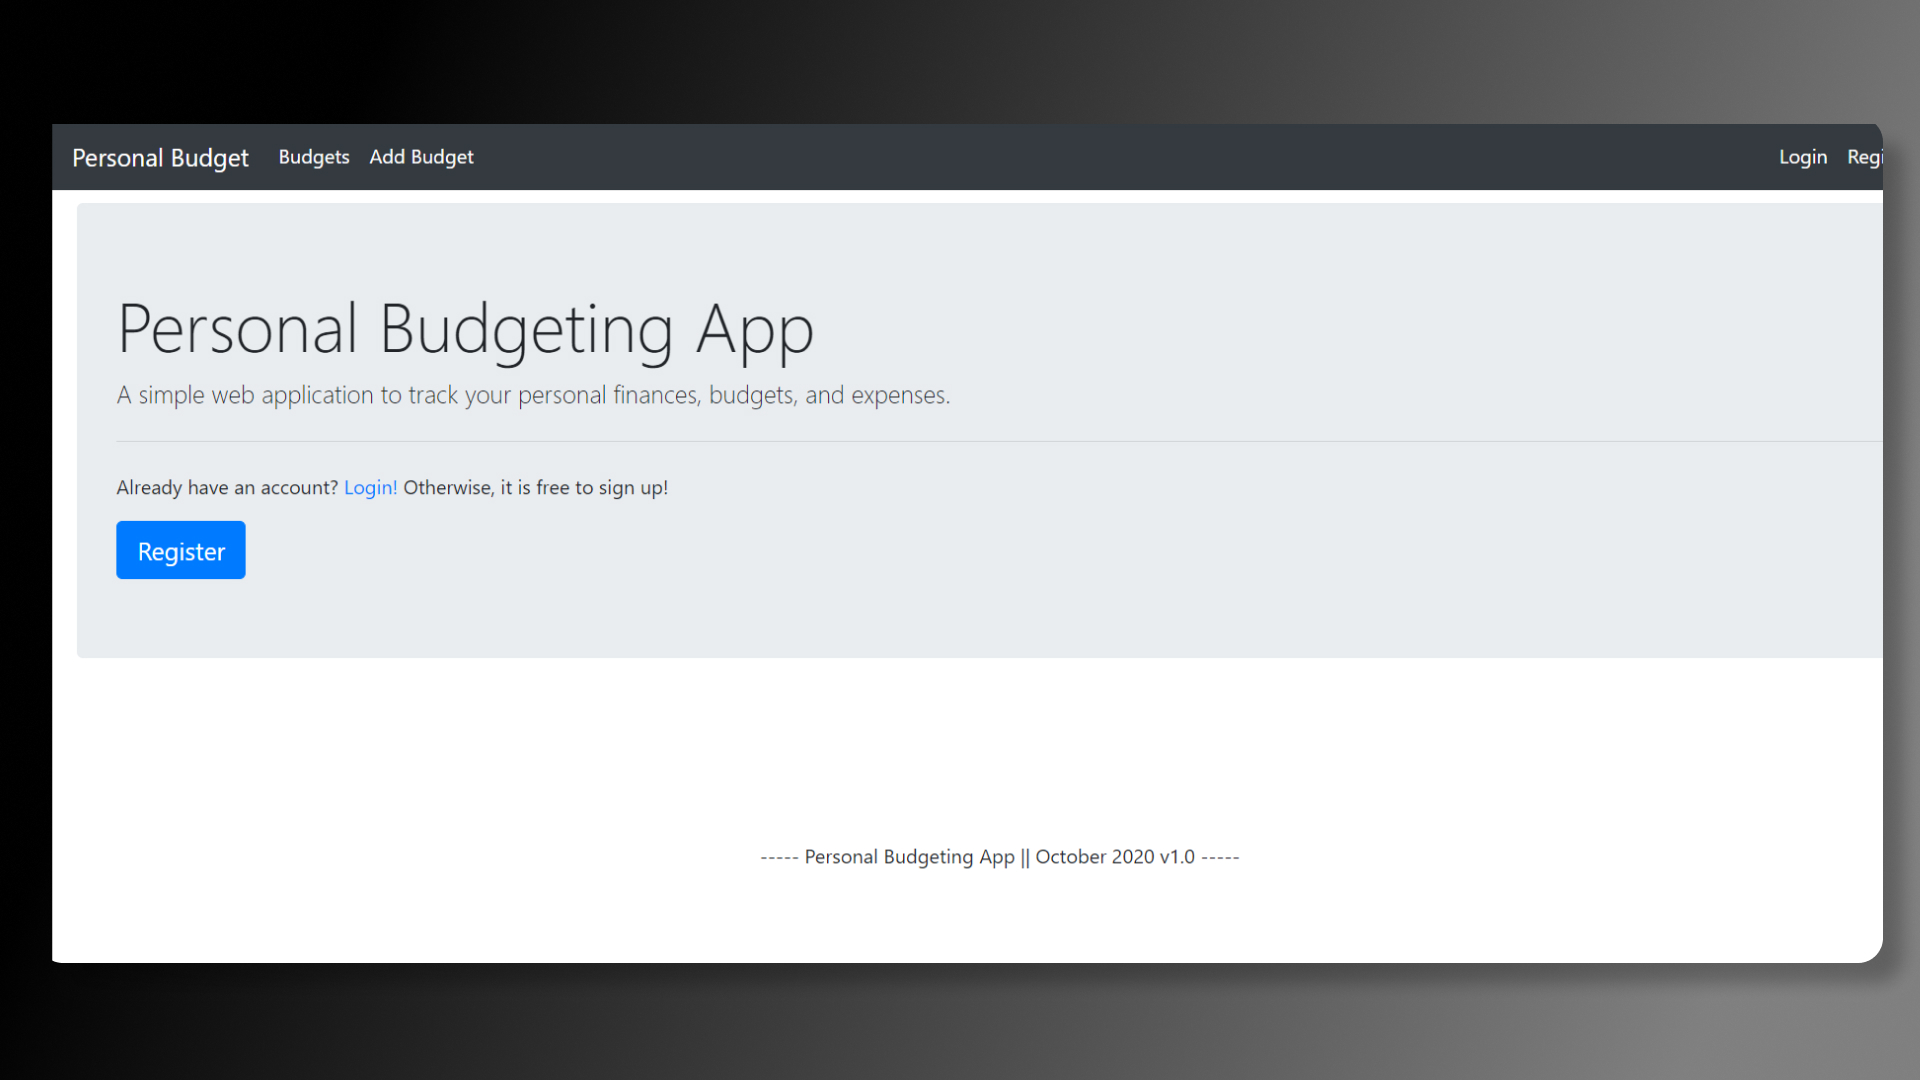 Personal Budget Budgets Add Budget Login
Personal Budgeting App
A simple web application to track your personal finances, budgets, and expenses.
Already have an account? Login! Otherwise, it is free to sign up!
Register
----- Personal Budgeting App || October 2020 v1.0 -----